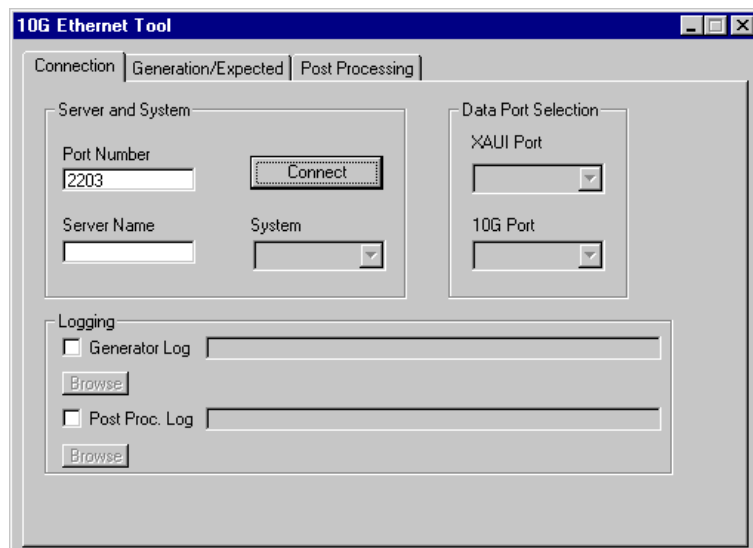 10G Ethernet Tool
Connection Generation/Expected Post Processing
Server and System
Port Number
2203
Connect
Server Name
System
Data Port Selection
XAUI Port
10G Port
Logging
Generator Log
Browse
Post Proc. Log
Browse